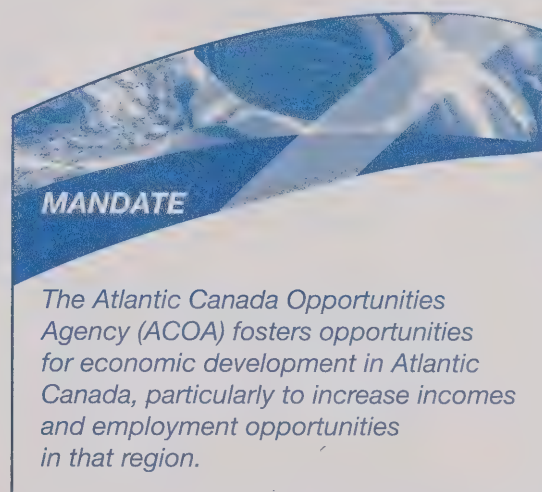 MANDATE
The Atlantic Canada Opportunities
Agency (ACOA) fosters opportunities
for economic development in Atlantic
Canada, particularly to increase incomes
and employment opportunities
in that region.